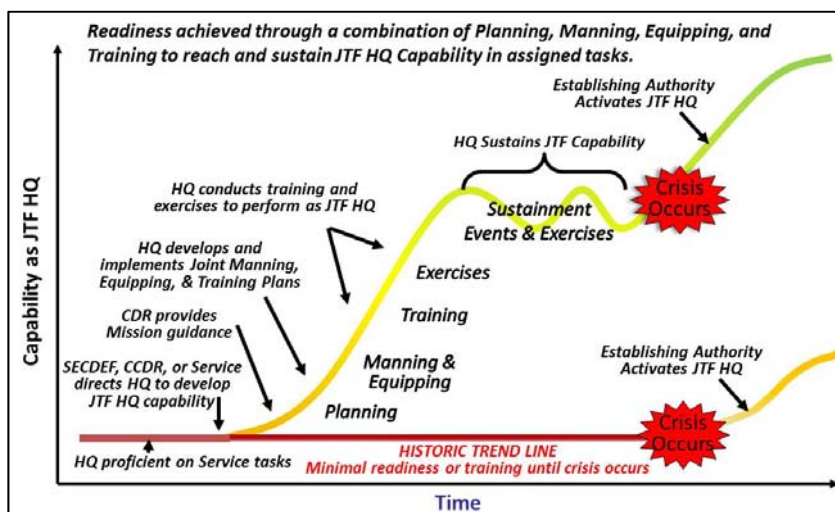 Readiness achieved through a combination of Planning, Manning, Equipping, and
Training to reach and sustain JTF HQ Capability in assigned tasks.
Establishing Authority
Activates JTF HQ
HQ Sustains JTF Capability
Crisis
Occurs
HQ conducts training and
exercises to perform as JTF HQ
Sustainment
Events & Exercises
HQ develops and
implements Joint Manning,
Equipping, & Training Plans
Exercises
CDR provides
Mission guidance
Training
SECDEF, CCDR, or Service
directs HQ to develop
JTF HQ capability
Manning &
Equipping
Planning
Establishing Authority
Activates JTF HQ
Crisis
Occurs
HQ proficient on Service tasks
HISTORIC TREND LINE
Minimal readiness or training until crisis occurs
Capability as JTF HQ
Time